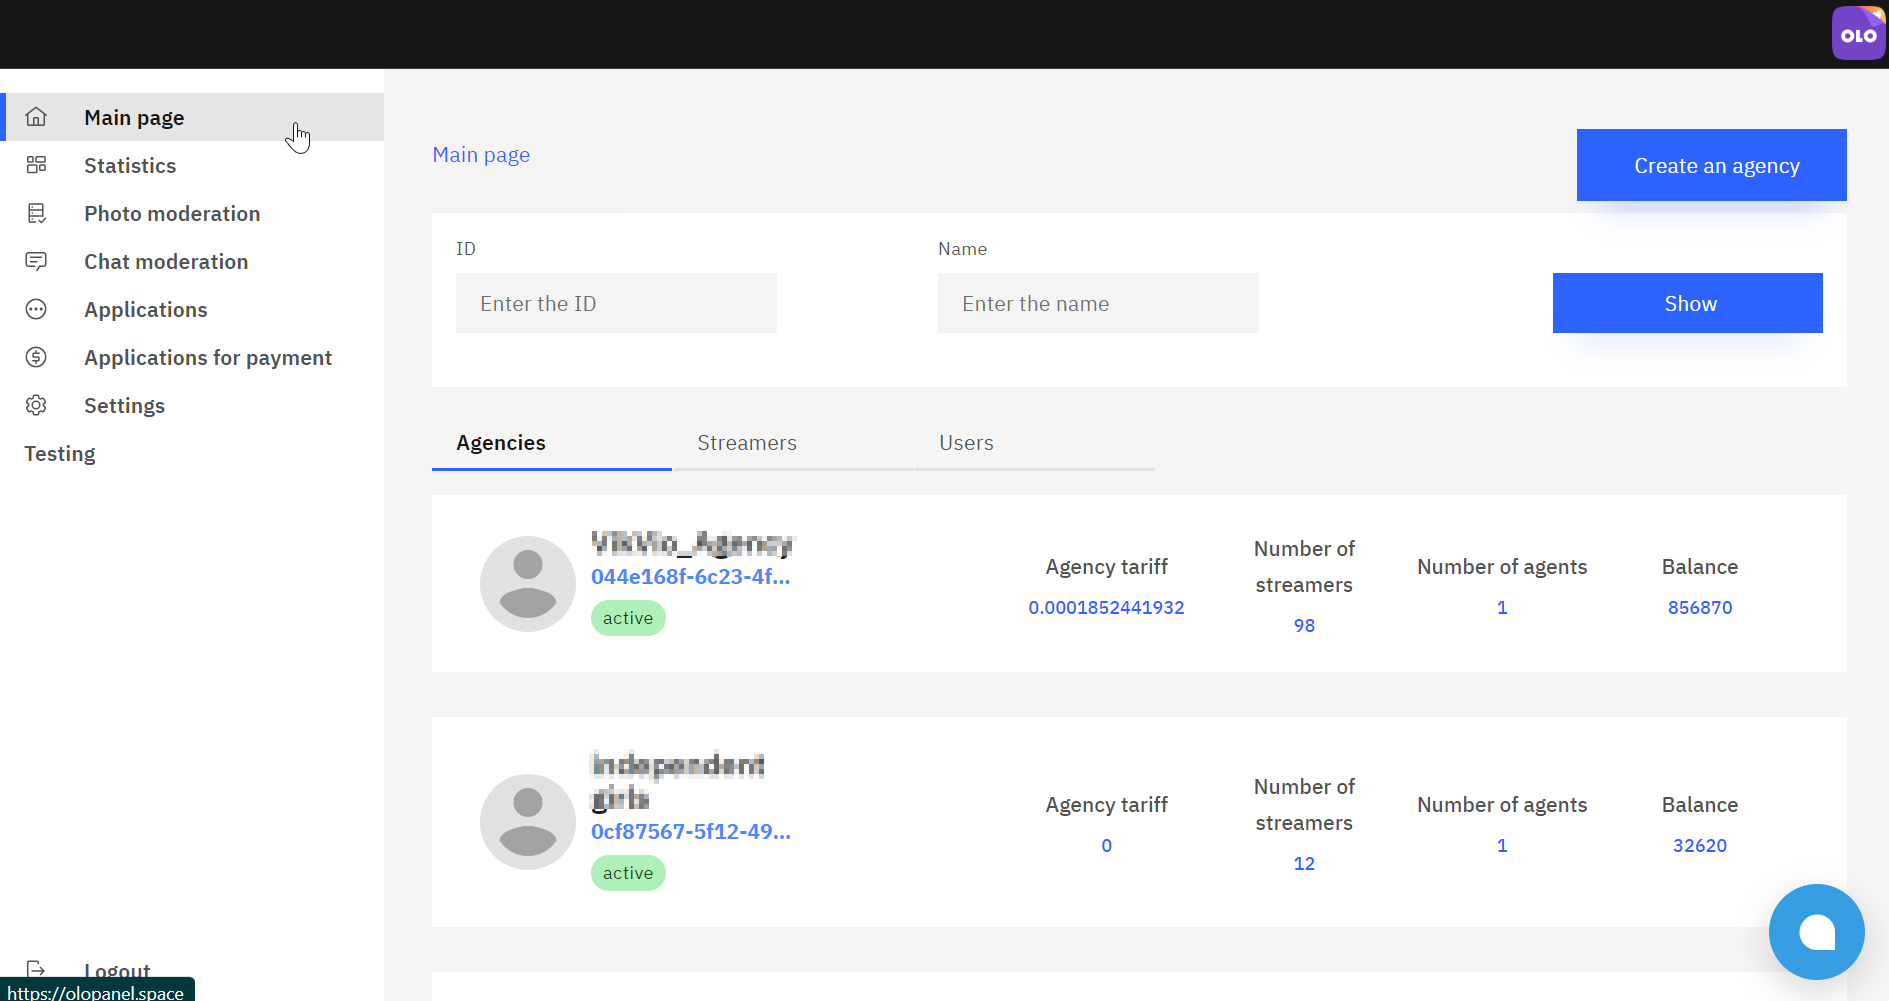 OLO
Main page
Statistics
Photo moderation
Chat moderation
Applications
Applications for payment
Settings
Testing
Logout
https://olopanel.space
Main page
Create an agency
ID
Name
Enter the ID
Enter the name
Show
Agencies
Streamers
Users
044e168f-6c23-4f...
active
Agency tariff
0.0001852441932
Number of
streamers
98
Number of agents
1
Balance
856870
0cf87567-5f12-49...
active
Agency tariff
0
Number of
streamers
12
Number of agents
1
Balance
32620